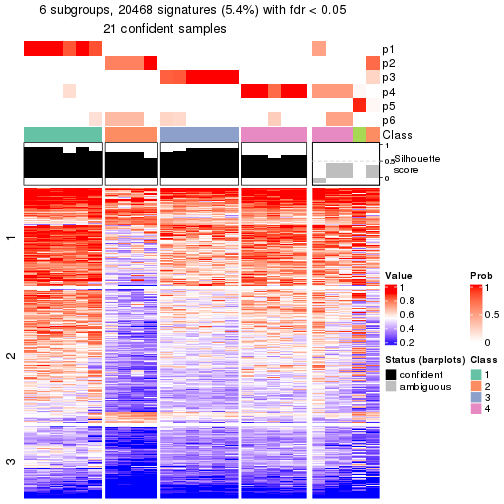 6 subgroups, 20468 signatures (5.4%) with fdr < 0.05
21 confident samples
p1
p2
p3
p4
p5
p6
Class
1
0.5
0
Silhouette
score
1
2
3
Value
1
0.8
0.6
0.4
0.2
Prob
1
0.5
0
Status (barplots)
confident
ambiguous
Class
1
2
3
4